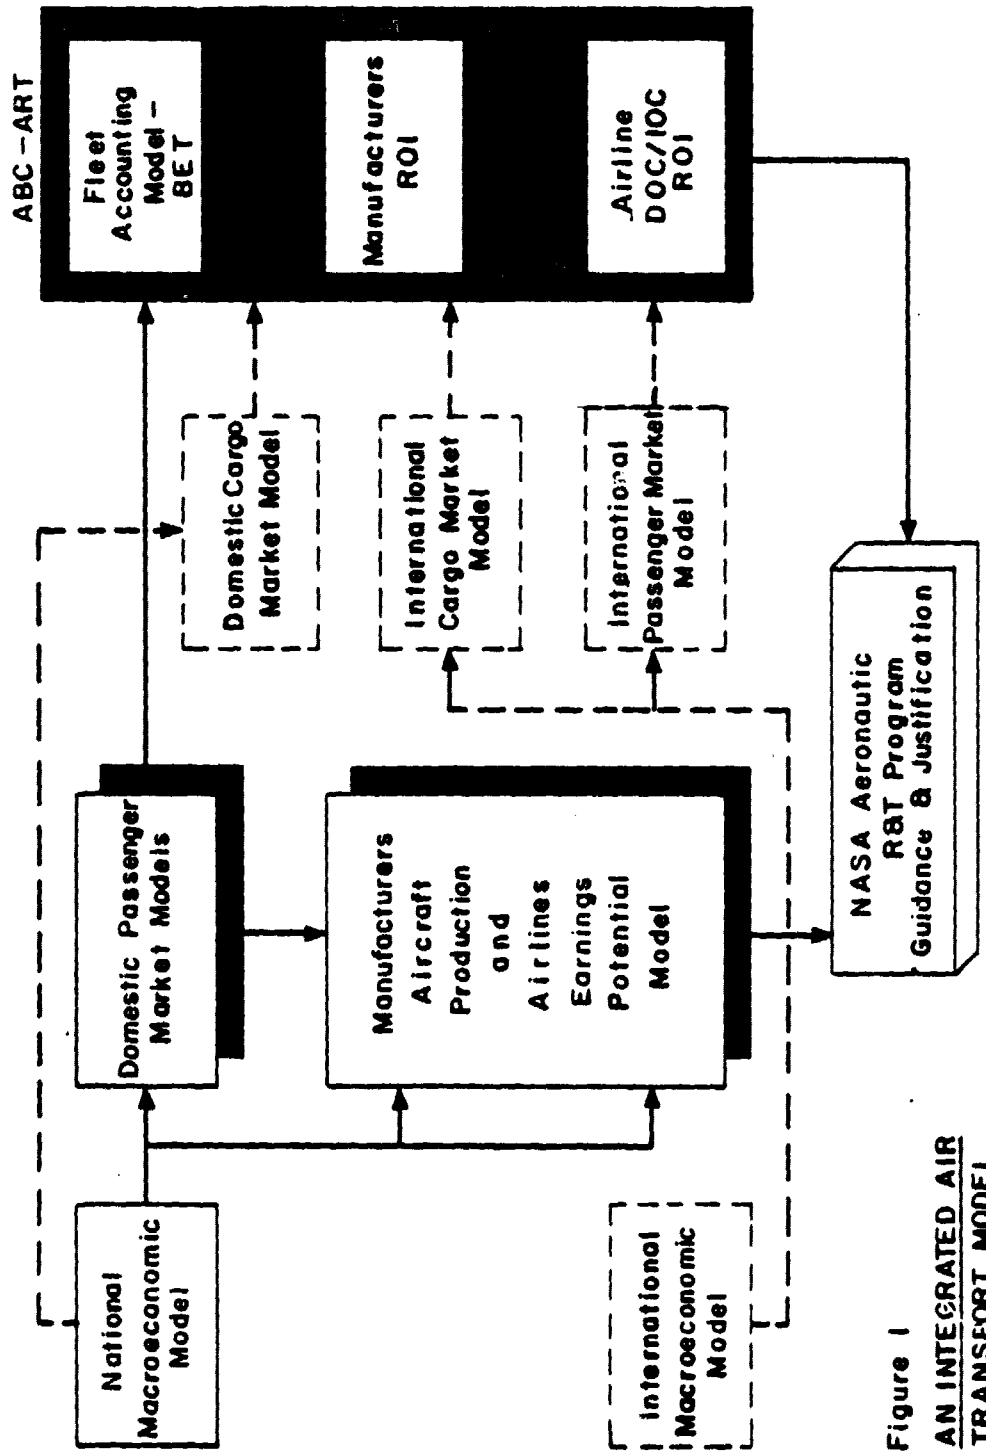 ABC-ART
National
Macroeconomic
Model
Domestic Passenger
Market Models
Fleet
Accounting
Model-
BET
Domestic Cargo
Market Model
Manufacturers
Aircraft
Production
and
Airlines
Earnings
Potential
Model
International
Cargo Market
Model
Manufacturers
ROI
International
Macroeconomic
Model
International
Passenger Market
Model
Airline
DOC/IOC
ROI
NASA Aeronautic
R&T Program
Guidance & Justification
Figure 1
AN INTEGRATED AIR
TRANSPORT MODEL